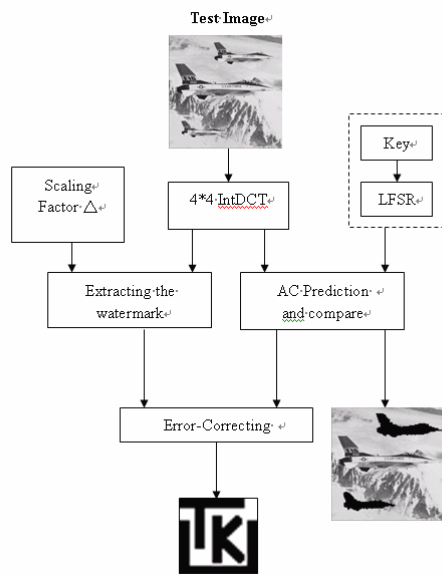 Test Image
Key
LFSR
Scaling
Factor △
4*4 IntDCT
Extracting the
watermark
AC Prediction
and compare
Error-Correcting
TK